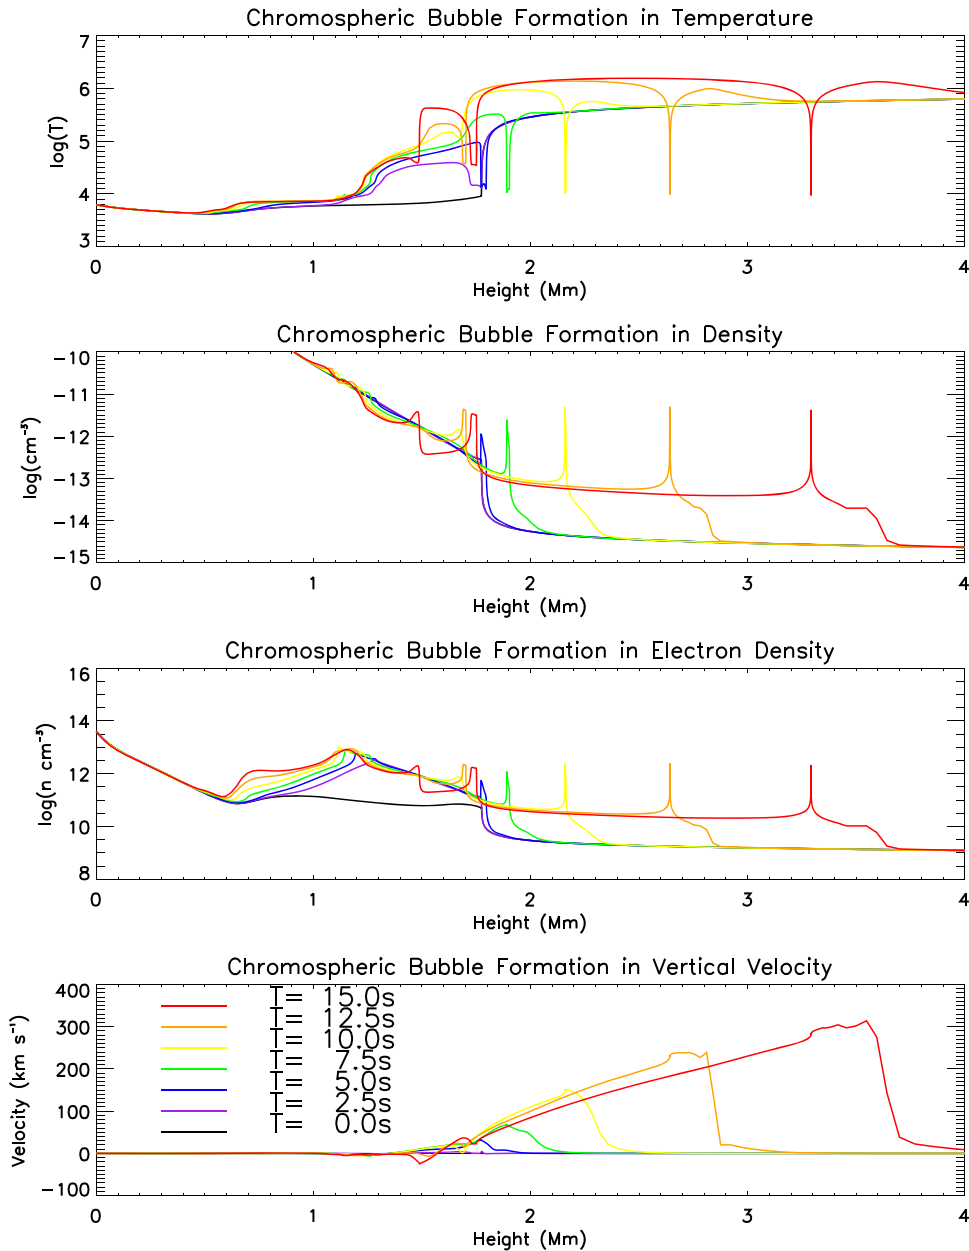 Chromospheric Bubble Formation in Temperature
7
6
5
4
3
log(T)
0 1 2 3 4
Height (Mm)
Chromospheric Bubble Formation in Density
−10
−11
−12
−13
−14
−15
log(cm⁻³)
0 1 2 3 4
Height (Mm)
Chromospheric Bubble Formation in Electron Density
16
14
12
10
8
log(n cm⁻³)
0 1 2 3 4
Height (Mm)
Chromospheric Bubble Formation in Vertical Velocity
400
300
200
100
0
−100
Velocity (km s⁻¹)
T= 15.0s
T= 12.5s
T= 10.0s
T= 7.5s
T= 5.0s
T= 2.5s
T= 0.0s
0 1 2 3 4
Height (Mm)